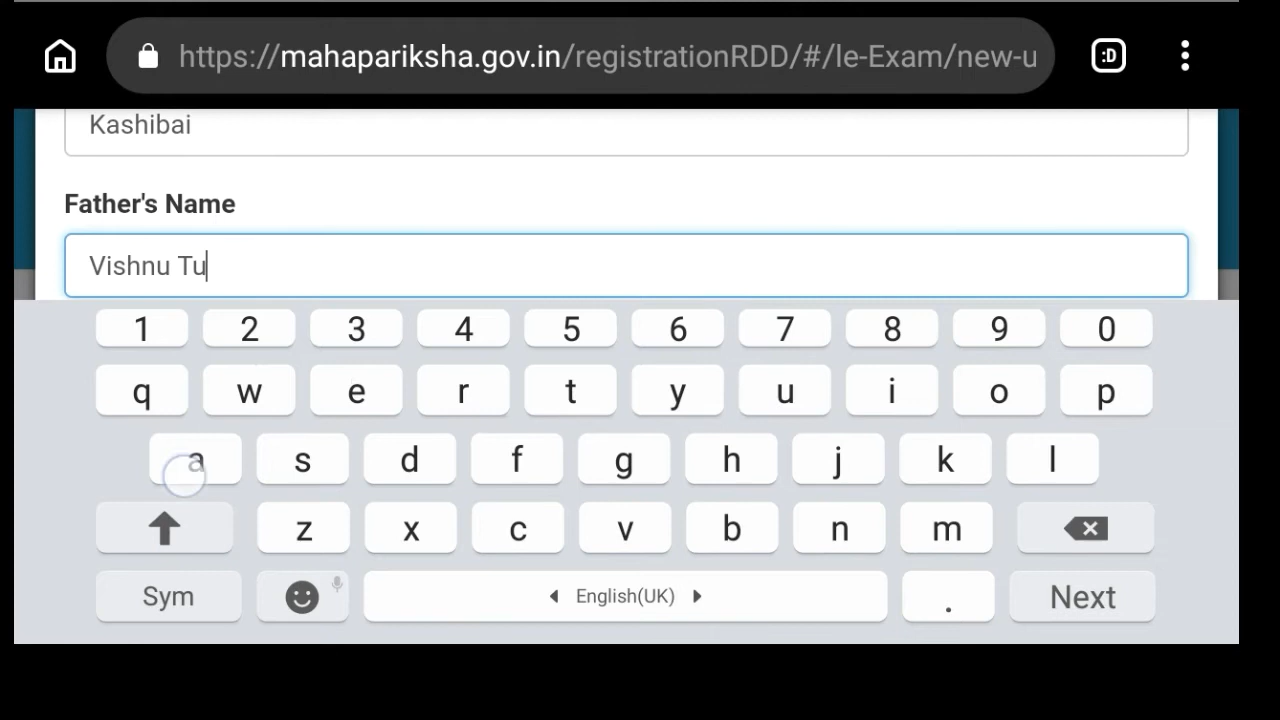 https://mahapariksha.gov.in/registrationRDD/#/le-Exam/new-u
:D
Kashibai
Father's Name
Vishnu Tu
1 2 3 4 5 6 7 8 9 0
q w e r t y u i o p
a s d f g h j k l
z x c v b n m
Sym English(UK) . Next